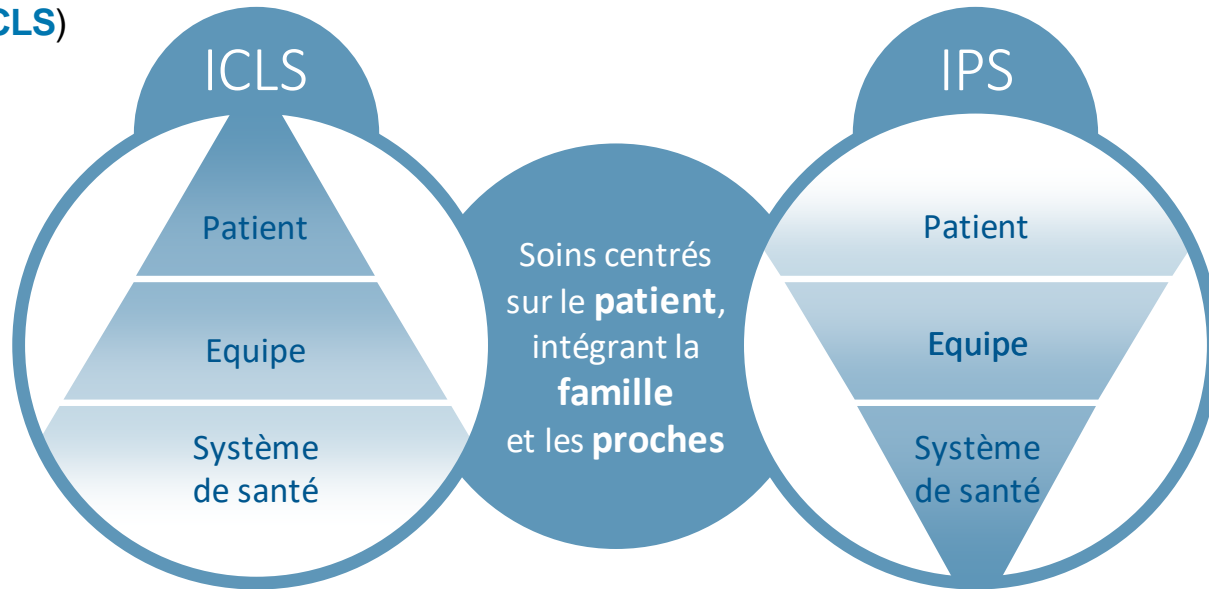 CLS)
ICLS
Patient
Equipe
Système
de santé
Soins centrés
sur le patient,
intégrant la
famille
et les proches
IPS
Patient
Equipe
Système
de santé